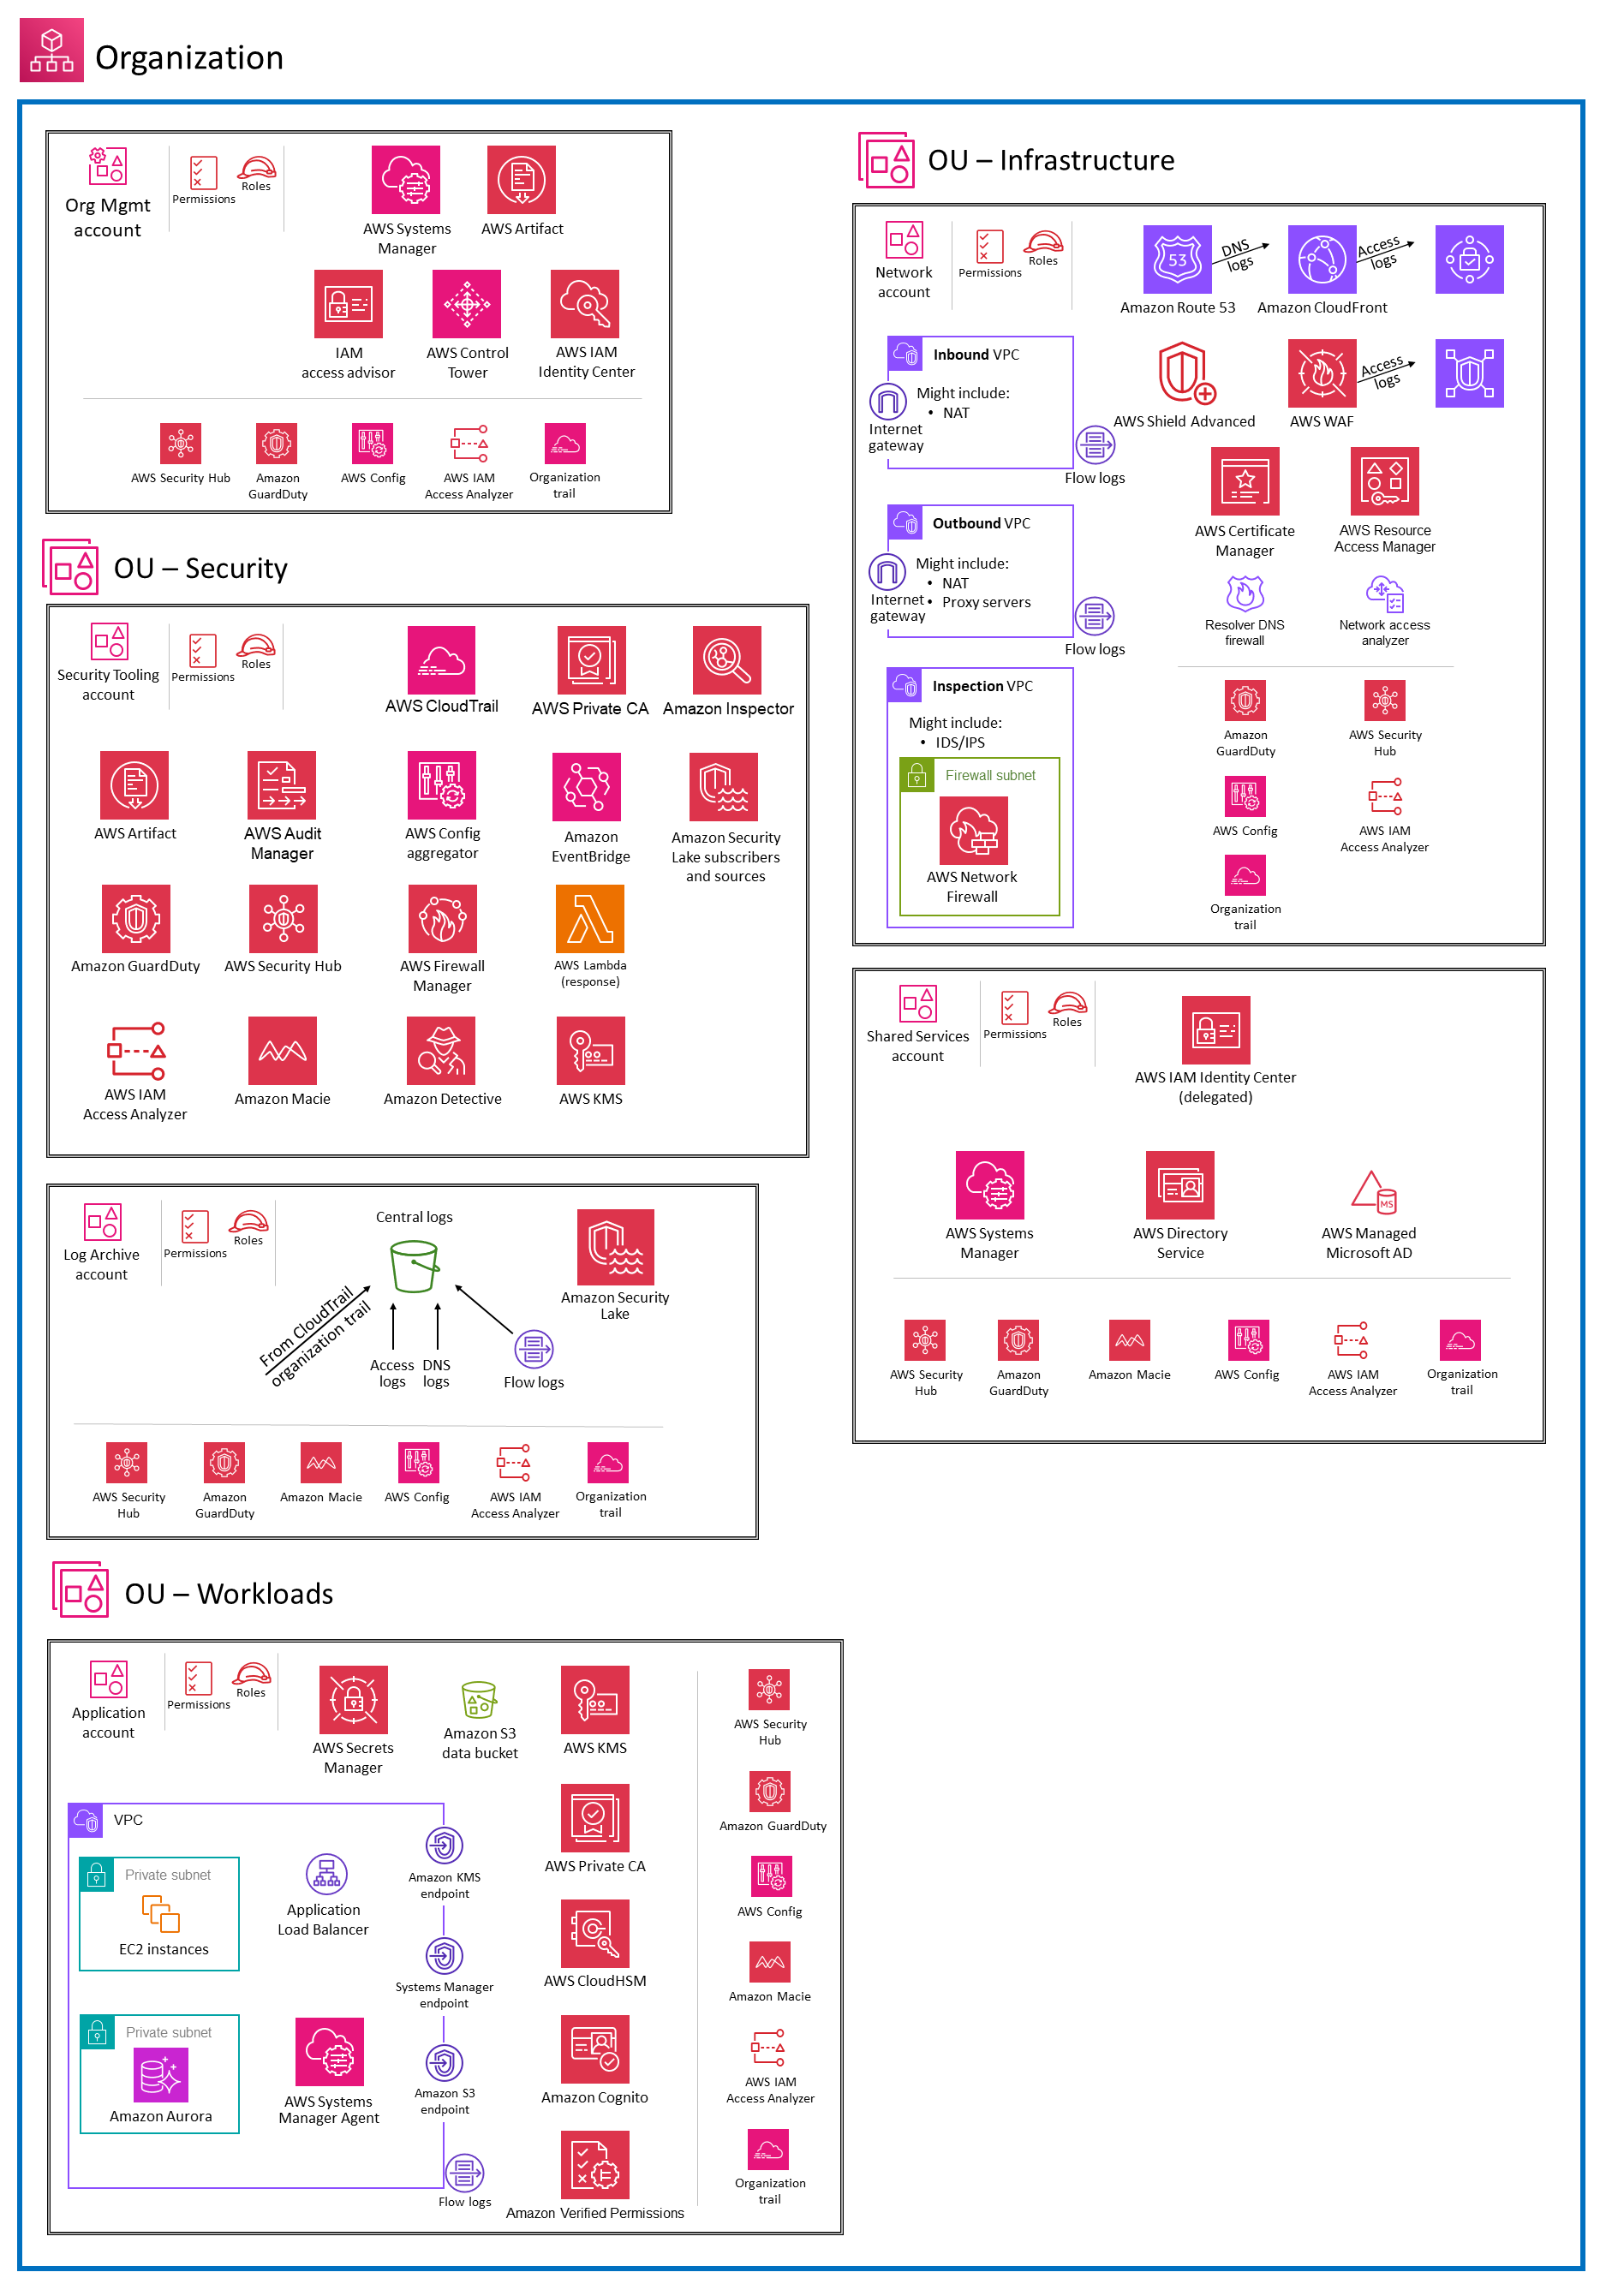 Organization
Org Mgmt
account
Permissions
Roles
AWS Systems
Manager
AWS Artifact
IAM
access advisor
AWS Control
Tower
AWS IAM
Identity Center
AWS Security Hub
Amazon
GuardDuty
AWS Config
AWS IAM
Access Analyzer
Organization
trail
OU – Security
Security Tooling
account
Permissions
Roles
AWS CloudTrail
AWS Private CA
Amazon Inspector
AWS Artifact
AWS Audit
Manager
AWS Config
aggregator
Amazon
EventBridge
Amazon Security
Lake subscribers
and sources
Amazon GuardDuty
AWS Security Hub
AWS Firewall
Manager
AWS Lambda
(response)
AWS IAM
Access Analyzer
Amazon Macie
Amazon Detective
AWS KMS
Log Archive
account
Permissions
Roles
Central logs
From CloudTrail
organization trail
Access
logs
DNS
logs
Flow logs
Amazon Security
Lake
AWS Security
Hub
Amazon
GuardDuty
Amazon Macie
AWS Config
AWS IAM
Access Analyzer
Organization
trail
OU – Workloads
Application
account
Permissions
Roles
AWS Secrets
Manager
Amazon S3
data bucket
AWS KMS
VPC
Private subnet
EC2 instances
Application
Load Balancer
Amazon KMS
endpoint
Systems Manager
endpoint
Private subnet
Amazon Aurora
AWS Systems
Manager Agent
Amazon S3
endpoint
Flow logs
AWS Private CA
AWS CloudHSM
Amazon Cognito
Amazon Verified Permissions
AWS Security
Hub
Amazon GuardDuty
AWS Config
Amazon Macie
AWS IAM
Access Analyzer
Organization
trail
OU – Infrastructure
Network
account
Permissions
Roles
53
Amazon Route 53
DNS
logs
Amazon CloudFront
Access
logs
Inbound VPC
Might include:
• NAT
Internet
gateway
Flow logs
AWS Shield Advanced
AWS WAF
Access
logs
AWS Certificate
Manager
AWS Resource
Access Manager
Outbound VPC
Might include:
• NAT
• Proxy servers
Internet
gateway
Flow logs
Resolver DNS
firewall
Network access
analyzer
Inspection VPC
Might include:
• IDS/IPS
Firewall subnet
AWS Network
Firewall
Amazon
GuardDuty
AWS Security
Hub
AWS Config
AWS IAM
Access Analyzer
Organization
trail
Shared Services
account
Permissions
Roles
AWS IAM Identity Center
(delegated)
AWS Systems
Manager
AWS Directory
Service
MS
AWS Managed
Microsoft AD
AWS Security
Hub
Amazon
GuardDuty
Amazon Macie
AWS Config
AWS IAM
Access Analyzer
Organization
trail